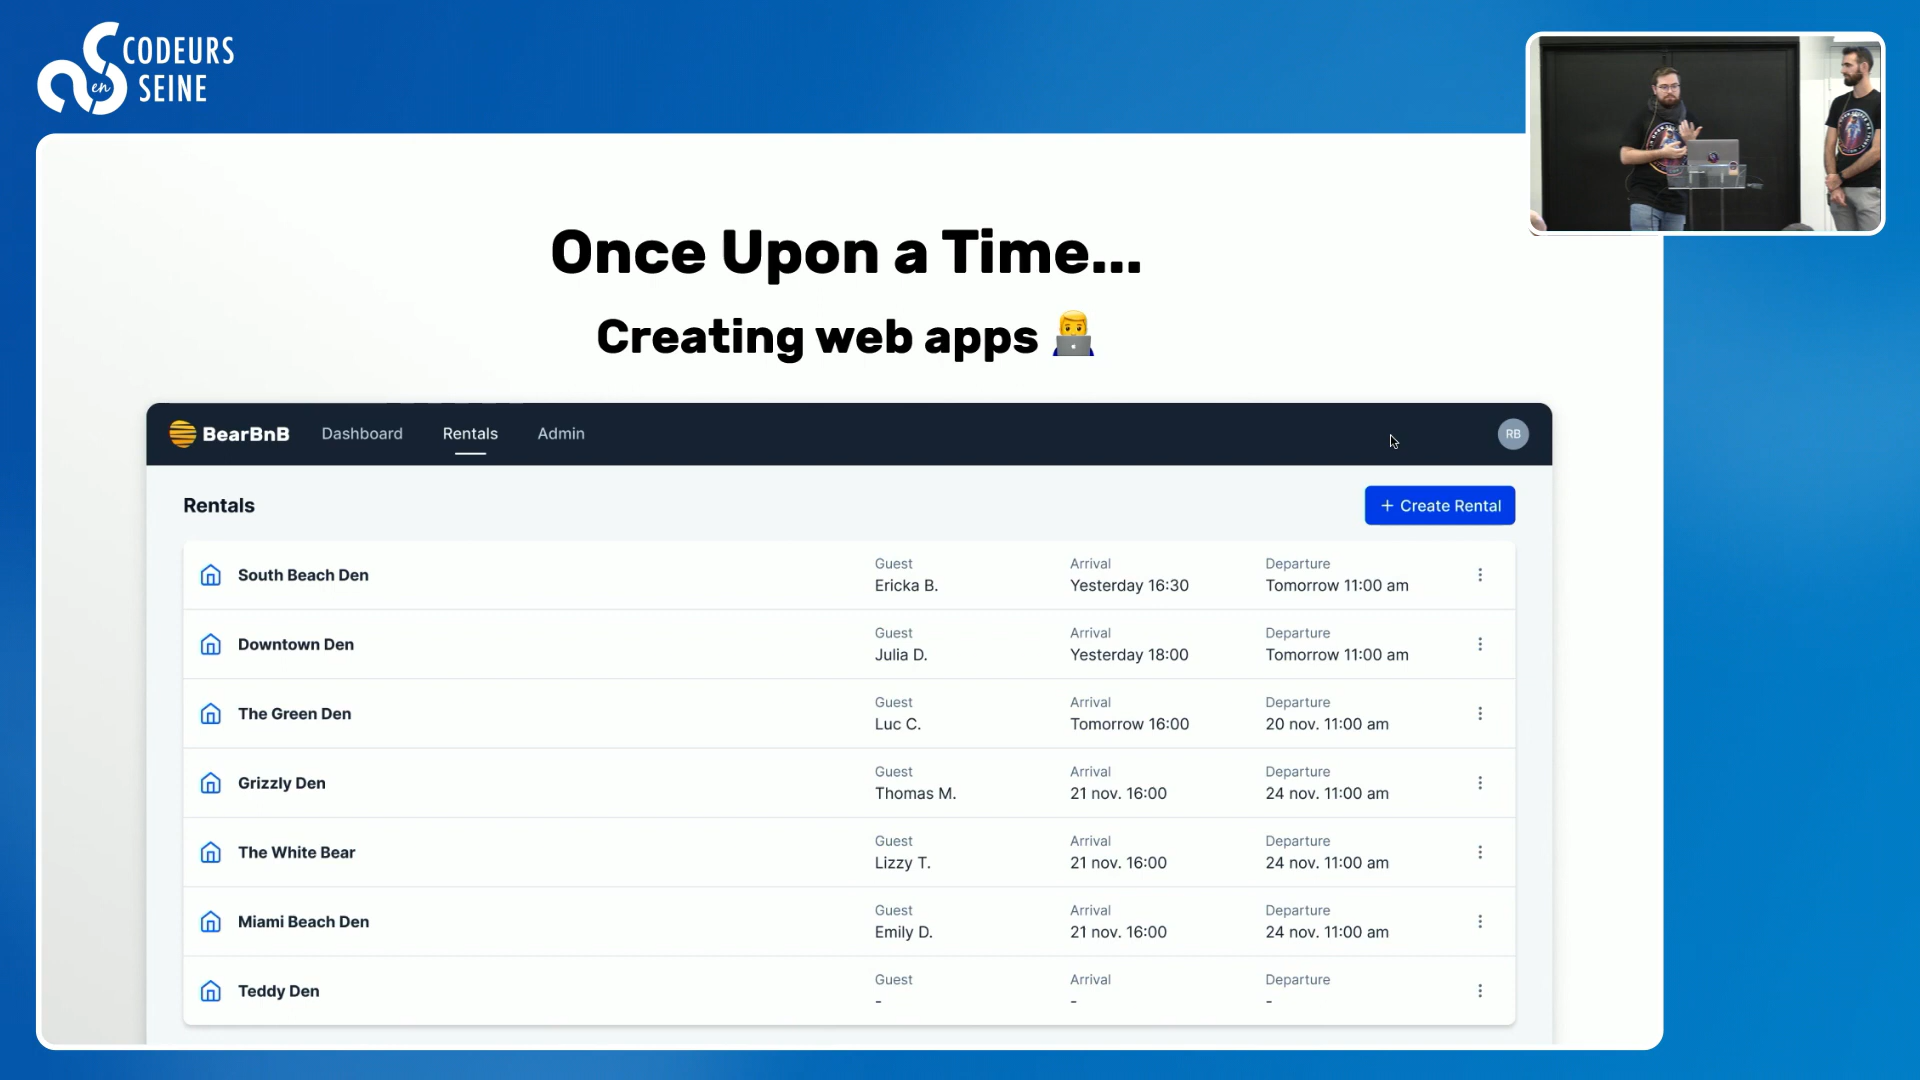 CODEURS
en
SEINE
Once Upon a Time...
Creating web apps
BearBnB Dashboard Rentals Admin RB
Rentals
+ Create Rental
South Beach Den
Guest Arrival Departure
Ericka B. Yesterday 16:30 Tomorrow 11:00 am
Downtown Den
Guest Arrival Departure
Julia D. Yesterday 18:00 Tomorrow 11:00 am
The Green Den
Guest Arrival Departure
Luc C. Tomorrow 16:00 20 nov. 11:00 am
Grizzly Den
Guest Arrival Departure
Thomas M. 21 nov. 16:00 24 nov. 11:00 am
The White Bear
Guest Arrival Departure
Lizzy T. 21 nov. 16:00 24 nov. 11:00 am
Miami Beach Den
Guest Arrival Departure
Emily D. 21 nov. 16:00 24 nov. 11:00 am
Teddy Den
Guest Arrival Departure
- - -